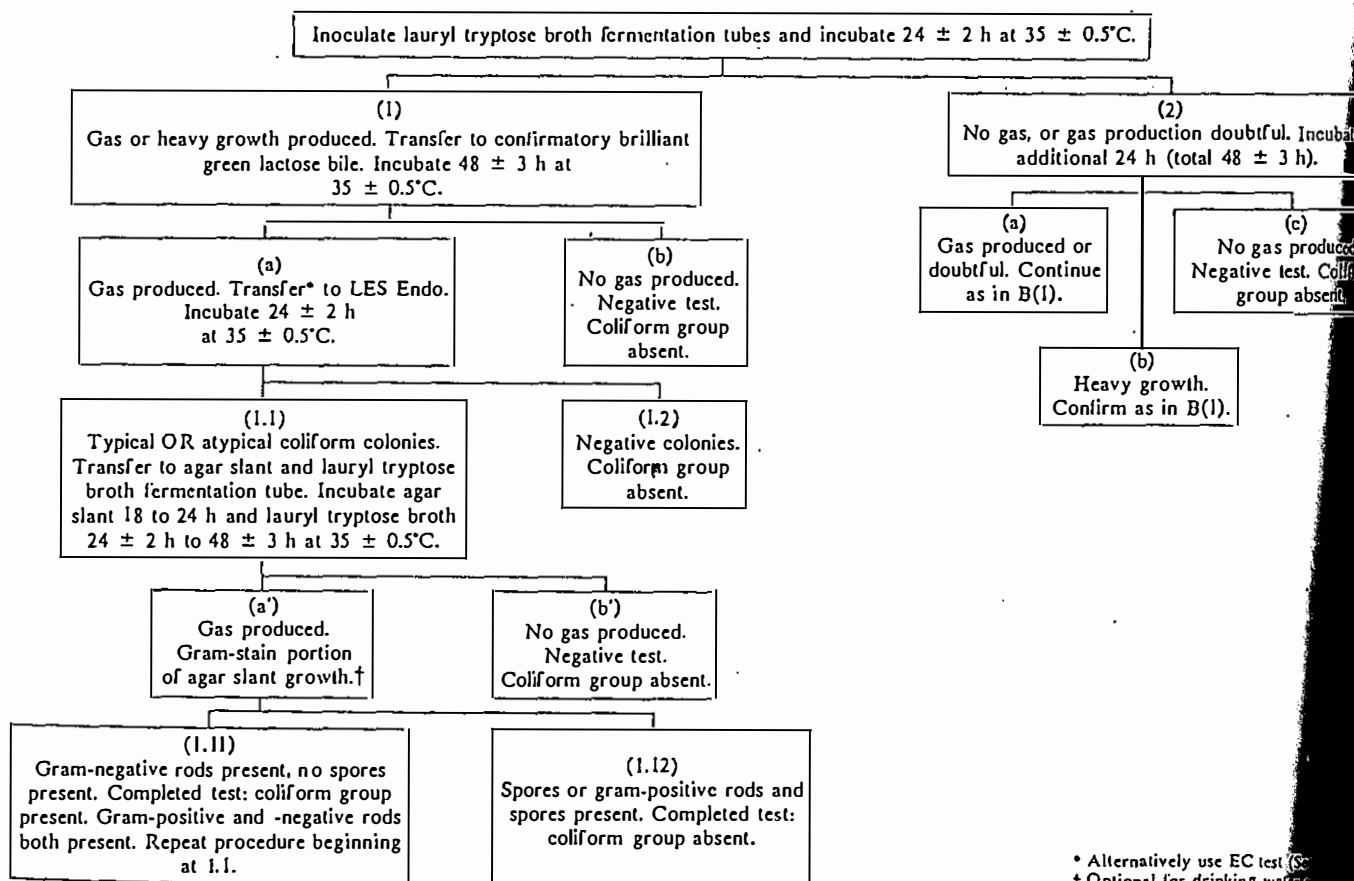 Inoculate lauryl tryptose broth fermentation tubes and incubate 24 ± 2 h at 35 ± 0.5°C.
(1)
Gas or heavy growth produced. Transfer to confirmatory brilliant
green lactose bile. Incubate 48 ± 3 h at
35 ± 0.5°C.
(2)
No gas, or gas production doubtful.
additional 24 h (total 48 ± 3 h).
(a)
Gas produced. Transfer* to LES Endo.
Incubate 24 ± 2 h
at 35 ± 0.5°C.
(b)
No gas produced.
Negative test.
Coliform group
absent.
(a)
Gas produced or
doubtful. Continue
as in B(1).
(c)
No gas
Negative test.
group absent.
(b)
Heavy growth.
Confirm as in B(1).
(1.1)
Typical OR atypical coliform colonies.
Transfer to agar slant and lauryl tryptose
broth fermentation tube. Incubate agar
slant 18 to 24 h and lauryl tryptose broth
24 ± 2 h to 48 ± 3 h at 35 ± 0.5°C.
(1.2)
Negative colonies.
Coliform group
absent.
(a')
Gas produced.
Gram-stain portion
of agar slant growth.†
(b')
No gas produced.
Negative test.
Coliform group absent.
(1.11)
Gram-negative rods present, no spores
present. Completed test: coliform group
present. Gram-positive and -negative rods
both present. Repeat procedure beginning
at 1.1.
(1.12)
Spores or gram-positive rods and
spores present. Completed test:
coliform group absent.
* Alternatively use EC test
† Optional for drinking